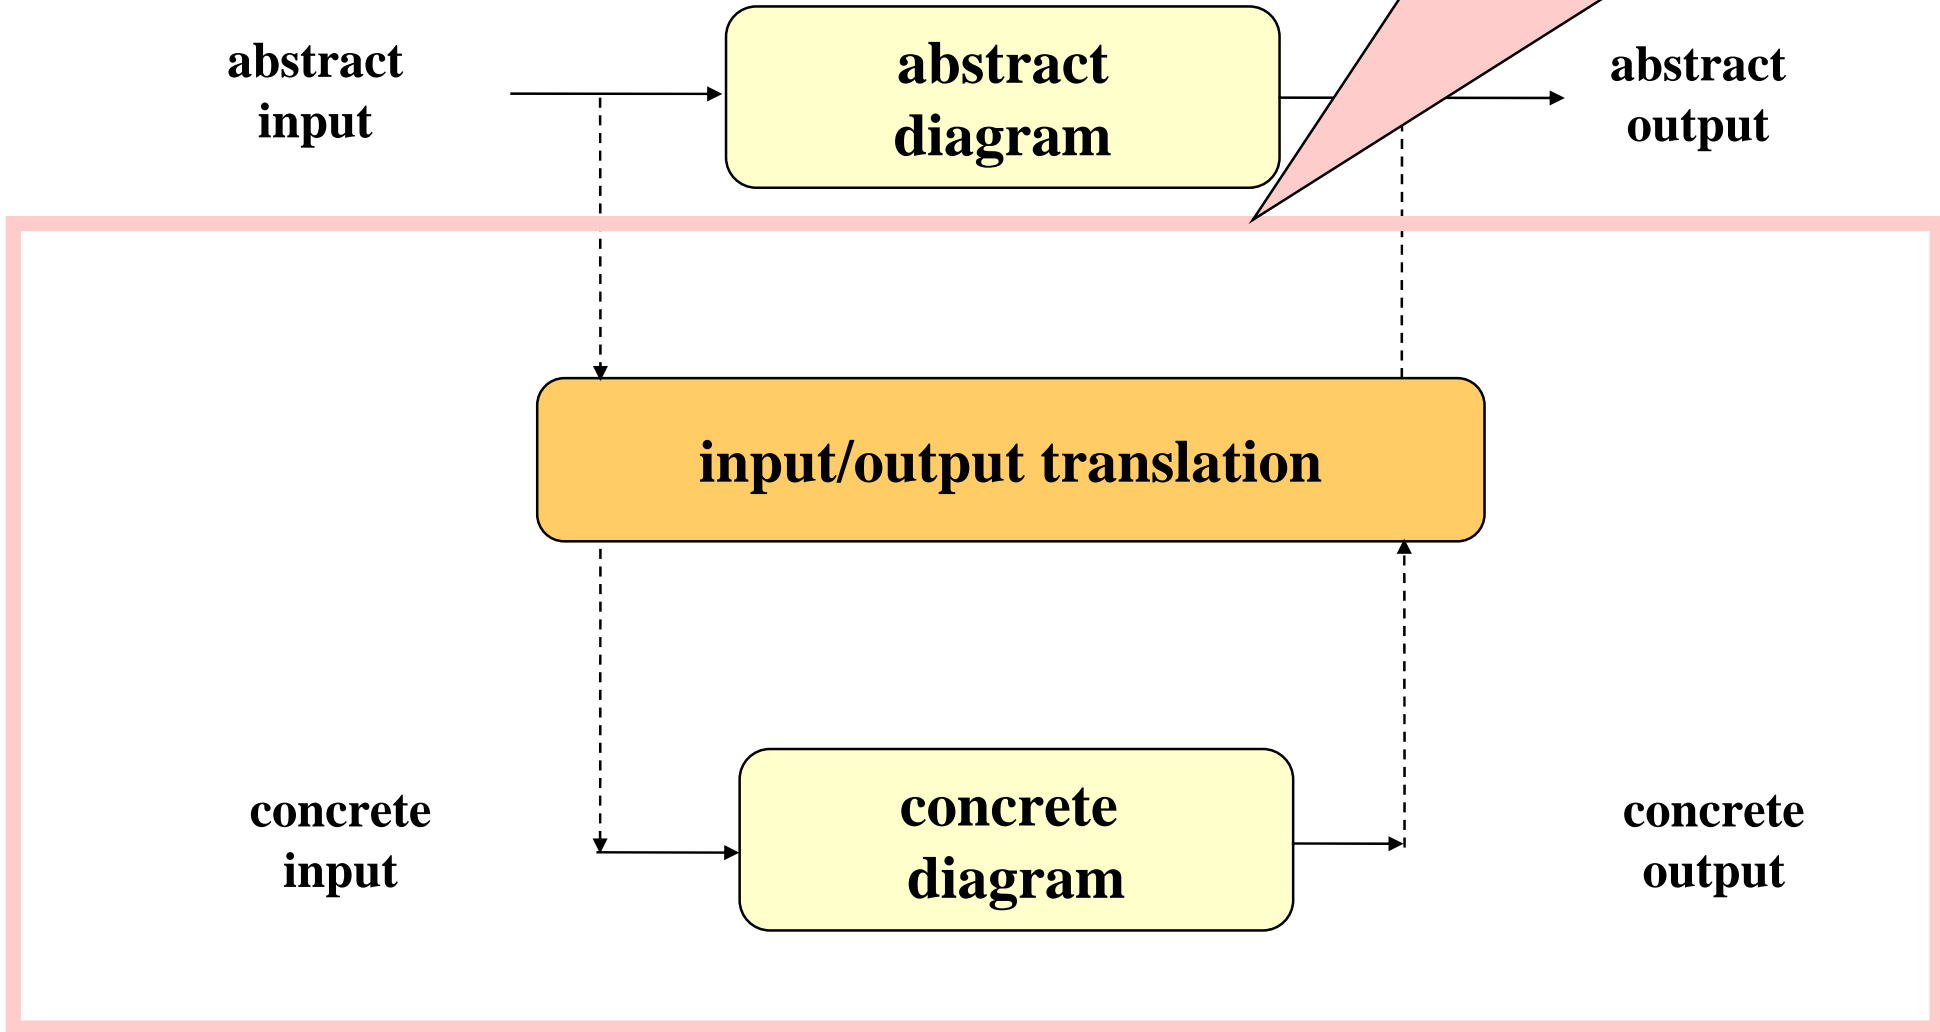 abstract
input
abstract
diagram
abstract
output
input/output translation
concrete
input
concrete
diagram
concrete
output